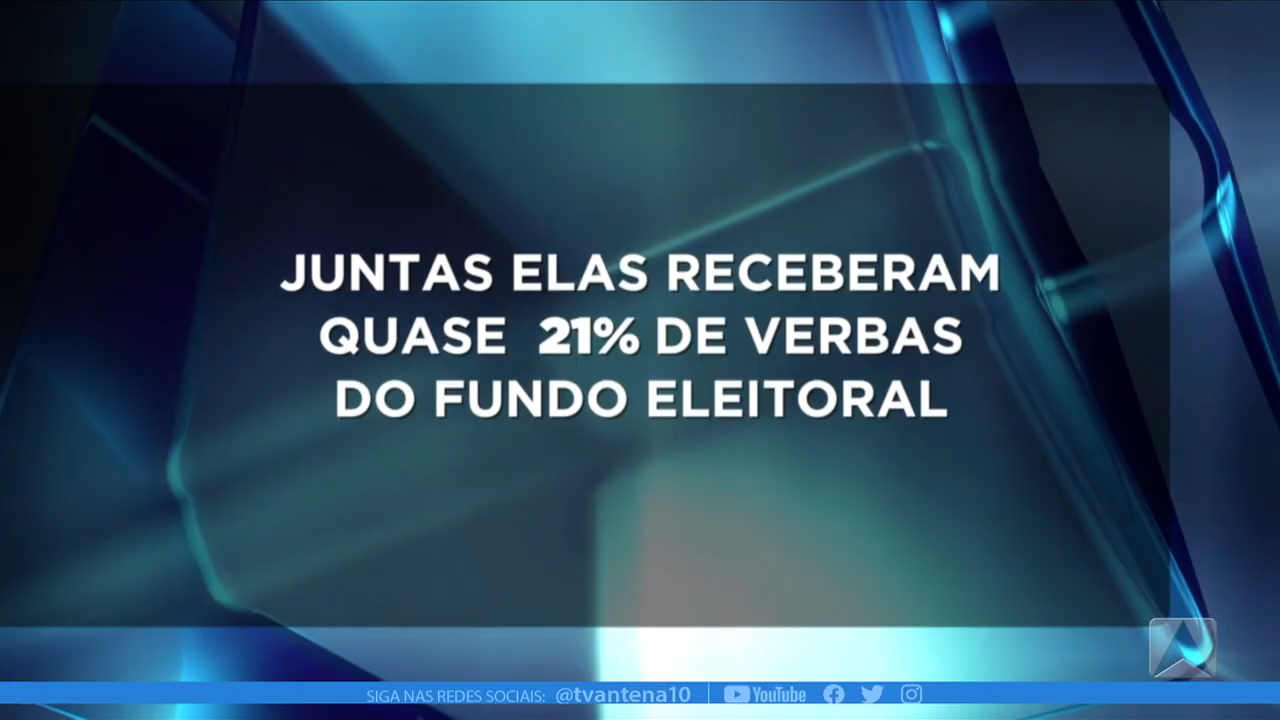 JUNTAS ELAS RECEBERAM
QUASE 21% DE VERBAS
DO FUNDO ELEITORAL
SIGA NAS REDES SOCIAIS: @tvantena10 | YouTube